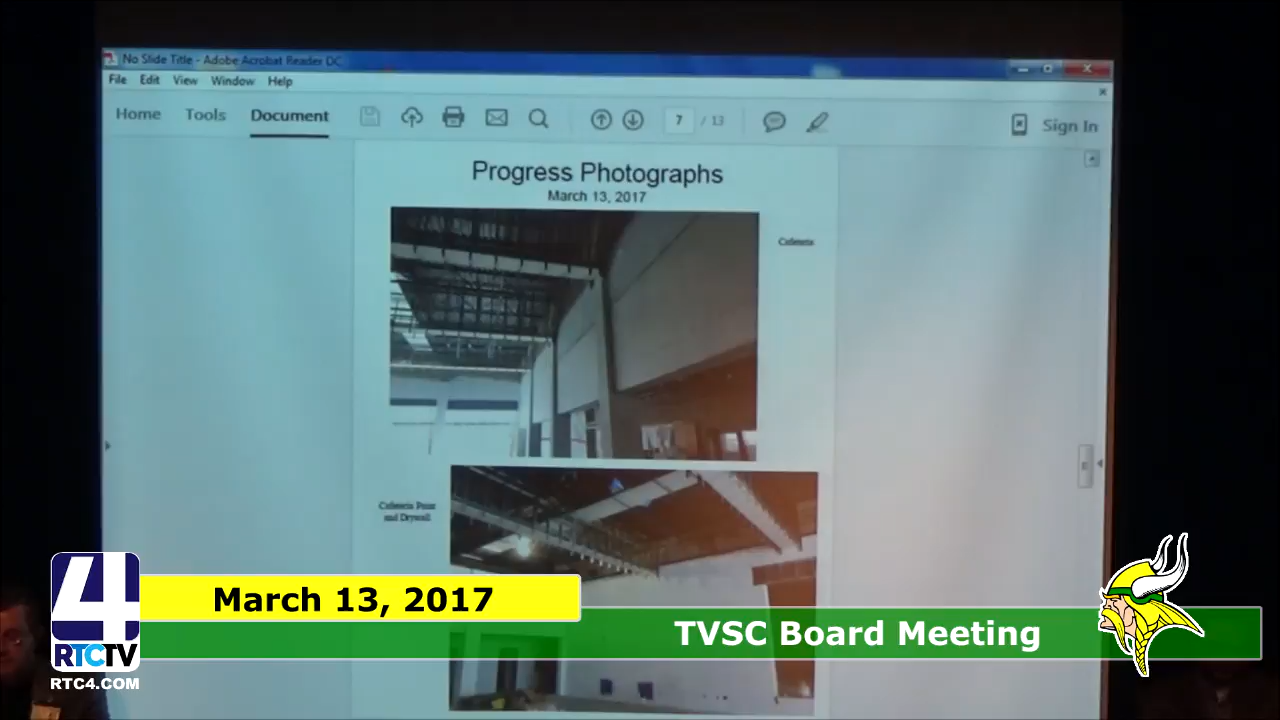 No Slide Title - Adobe Acrobat Reader DC
File Edit View Window Help
Home Tools Document 7 / 13 Sign In
Progress Photographs
March 13, 2017
Cafeteria
Cafeteria Paint
and Drywall
4
RTCTV
RTC4.COM
March 13, 2017
TVSC Board Meeting